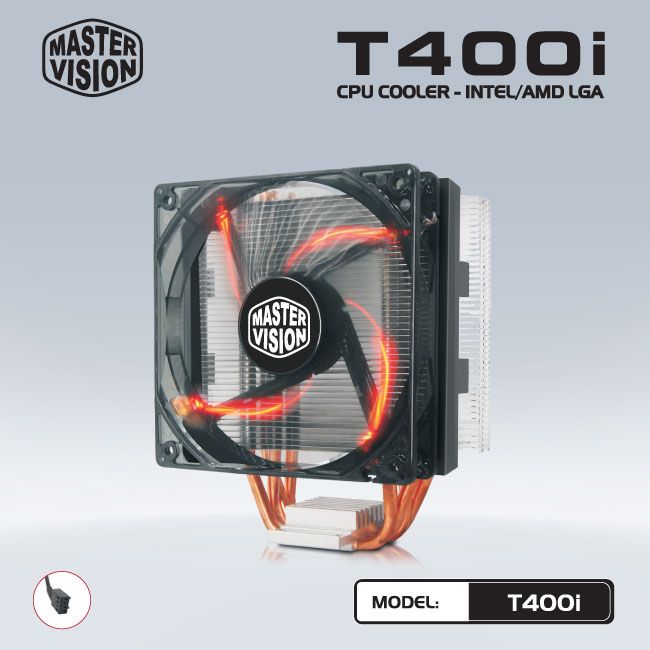 MASTER
VISION
T400i
CPU COOLER - INTEL/AMD LGA
MASTER
VISION
MODEL:
T400i